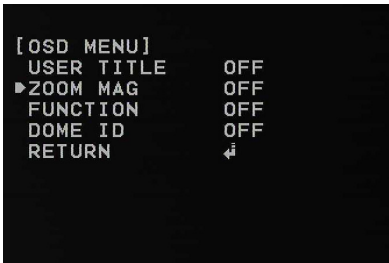 [OSD MENU]
USER TITLE OFF
ZOOM MAG OFF
FUNCTION OFF
DOME ID OFF
RETURN